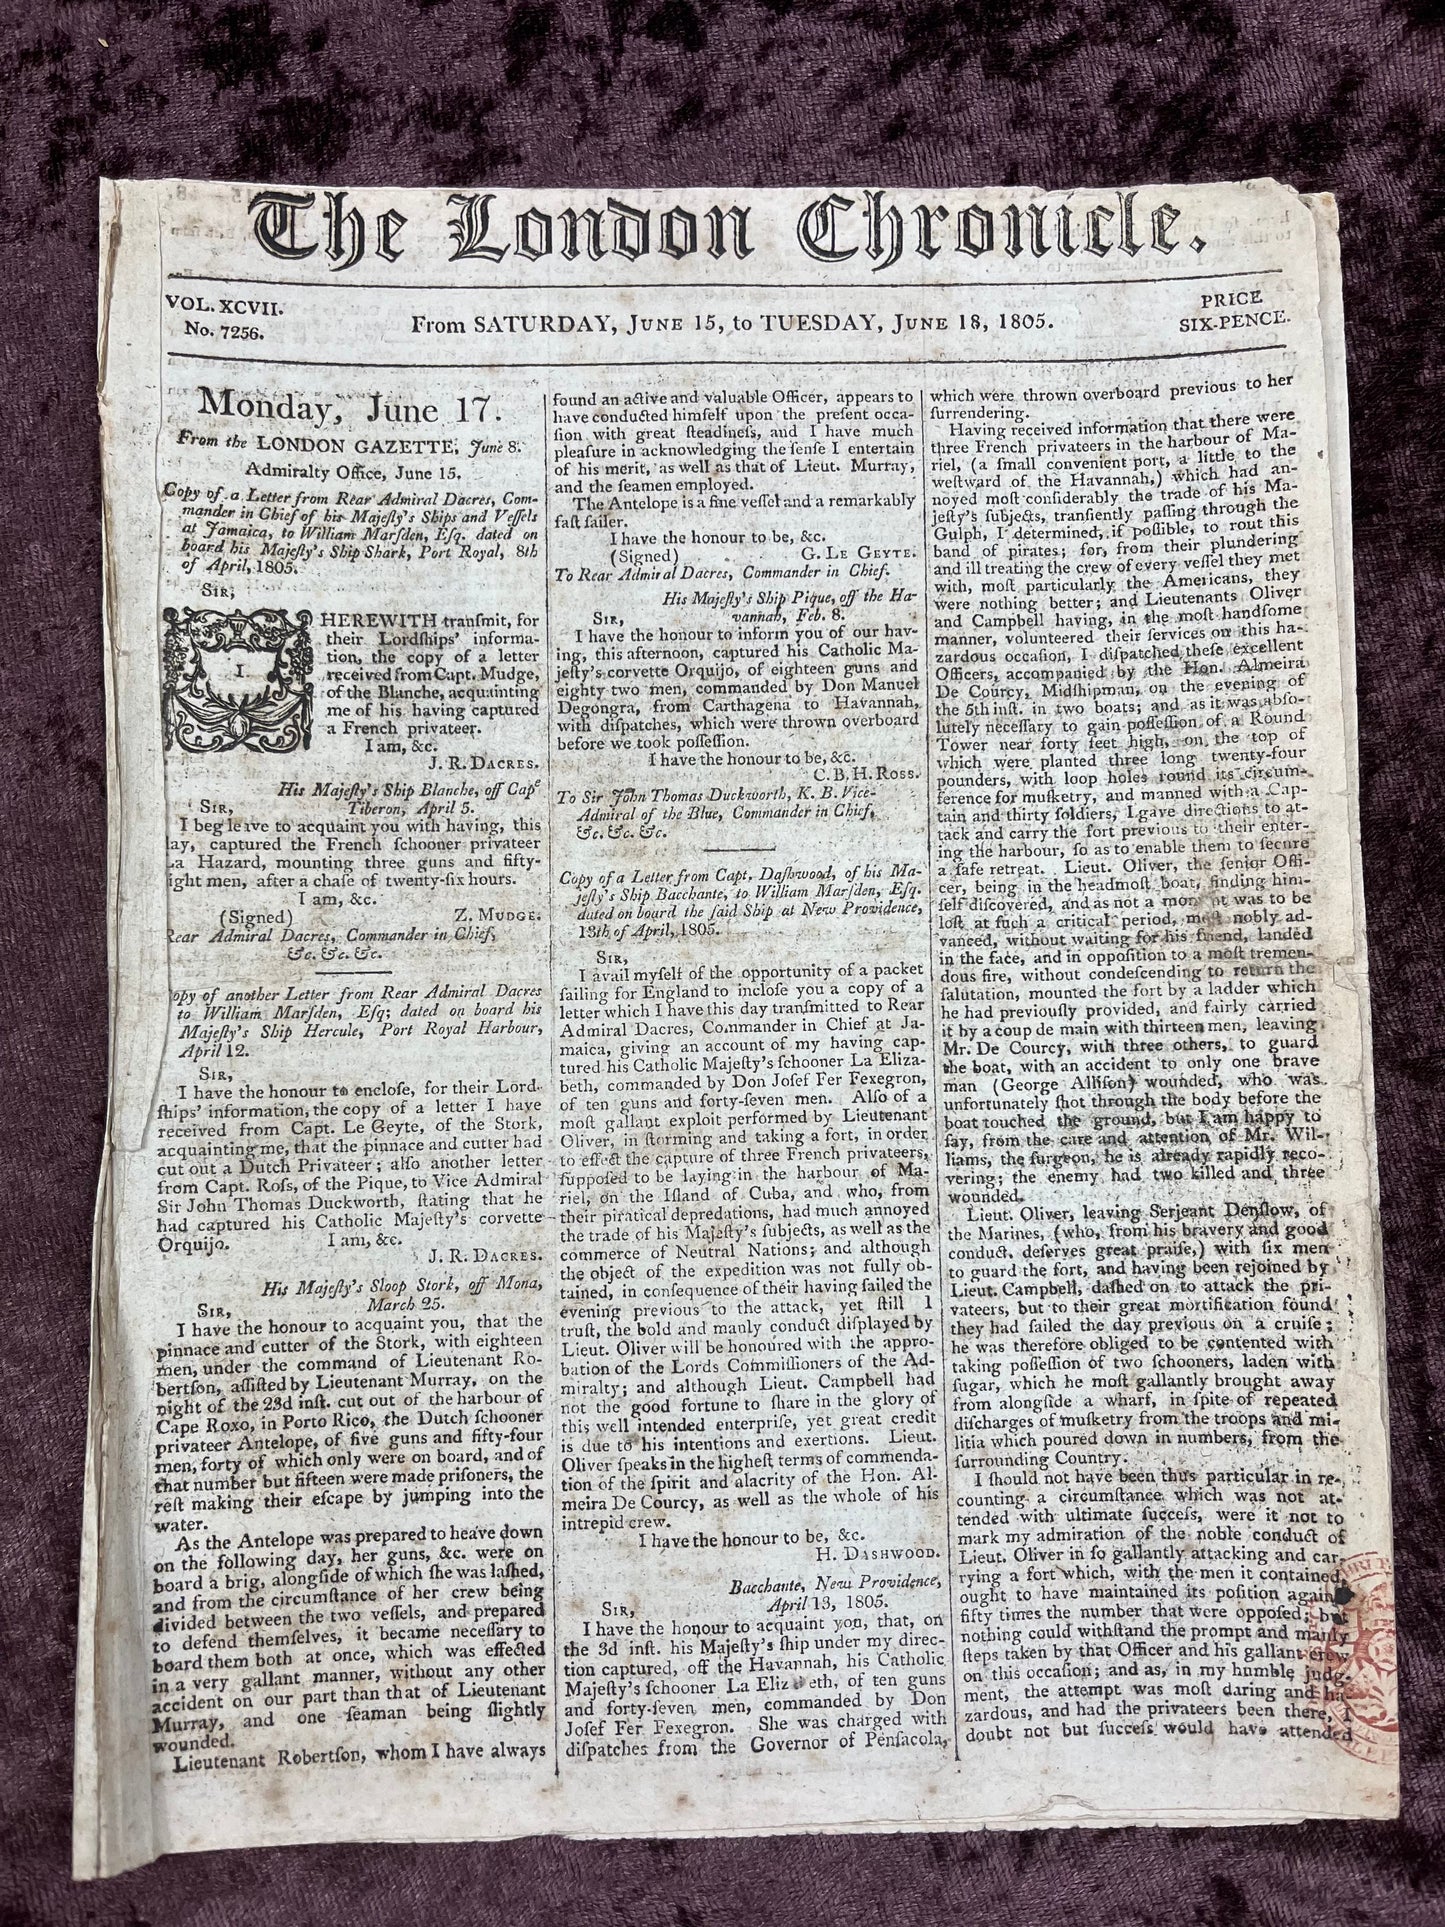 The London Chronicle.
VOL. XCVII.
No. 7256.
From SATURDAY, JUNE 15, to TUESDAY, JUNE 18, 1805.
PRICE
SIX-PENCE.
Monday, June 17.
From the LONDON GAZETTE, June 8.
Admiralty Office, June 15.
Copy of a Letter from Rear Admiral Dacres, Com-
mander in Chief of his Majeſty's Ships and Veſſels
at Jamaica, to William Marſden, Eſq. dated on
board his Majeſty's Ship Shark, Port Royal, 8th
of April, 1805.
SIR,
I HEREWITH tranſmit, for
their Lordſhips' informa-
tion, the copy of a letter
received from Capt. Mudge,
of the Blanche, acquainting
me of his having captured
a French privateer.
I am, &c.
J. R. DACRES.
His Majeſty's Ship Blanche, off Cape
SIR, Tiberon, April 5.
I beg leave to acquaint you with having, this
lay, captured the French ſchooner privateer
La Hazard, mounting three guns and fifty-
ight men, after a chaſe of twenty-ſix hours.
I am, &c.
(Signed) Z. MUDGE.
Rear Admiral Dacres, Commander in Chief,
&c. &c. &c.
opy of another Letter from Rear Admiral Dacres
to William Marſden, Eſq; dated on board his
Majeſty's Ship Hercule, Port Royal Harbour,
April 12.
SIR,
I have the honour to encloſe, for their Lord-
ſhips' information, the copy of a letter I have
received from Capt. Le Geyte, of the Stork,
acquainting me, that the pinnace and cutter had
cut out a Dutch Privateer; alſo another letter
from Capt. Roſs, of the Pique, to Vice Admiral
Sir John Thomas Duckworth, ſtating that he
had captured his Catholic Majeſty's corvette
Orquijo. I am, &c.
J. R. DACRES.
His Majeſty's Sloop Stork, off Mona,
SIR, March 25.
I have the honour to acquaint you, that the
pinnace and cutter of the Stork, with eighteen
men, under the command of Lieutenant Ro-
bertſon, aſſiſted by Lieutenant Murray, on the
night of the 23d inſt. cut out of the harbour of
Cape Roxo, in Porto Rico, the Dutch ſchooner
privateer Antelope, of five guns and fifty-four
men, forty of which only were on board, and of
that number but fifteen were made priſoners, the
reſt making their eſcape by jumping into the
water.
As the Antelope was prepared to heave down
on the following day, her guns, &c. were on
board a brig, alongſide of which ſhe was laſhed,
and from the circumſtance of her crew being
divided between the two veſſels, and prepared
to defend themſelves, it became neceſſary to
board them both at once, which was effected
in a very gallant manner, without any other
accident on our part than that of Lieutenant
Murray, and one ſeaman being ſlightly
wounded.
Lieutenant Robertſon, whom I have always
found an active and valuable Officer, appears to
have conducted himſelf upon the preſent occa-
ſion with great ſteadineſs, and I have much
pleaſure in acknowledging the ſenſe I entertain
of his merit, as well as that of Lieut. Murray,
and the ſeamen employed.
The Antelope is a fine veſſel and a remarkably
faſt ſailer.
I have the honour to be, &c.
(Signed) G. LE GEYTE.
To Rear Admiral Dacres, Commander in Chief.
His Majeſty's Ship Pique, off the Ha-
SIR, vannah, Feb. 8.
I have the honour to inform you of our hav-
ing, this afternoon, captured his Catholic Ma-
jeſty's corvette Orquijo, of eighteen guns and
eighty two men, commanded by Don Manuel
Degongra, from Carthagena to Havannah,
with diſpatches, which were thrown overboard
before we took poſſeſſion.
I have the honour to be, &c.
C. B. H. ROSS.
To Sir John Thomas Duckworth, K. B. Vice-
Admiral of the Blue, Commander in Chief,
&c. &c. &c.
Copy of a Letter from Capt. Daſhwood, of his Ma-
jeſty's Ship Bacchante, to William Marſden, Eſq.
dated on board the ſaid Ship at New Providence,
13th of April, 1805.
SIR,
I avail myſelf of the opportunity of a packet
ſailing for England to incloſe you a copy of a
letter which I have this day tranſmitted to Rear
Admiral Dacres, Commander in Chief at Ja-
maica, giving an account of my having cap-
tured his Catholic Majeſty's ſchooner La Eliza-
beth, commanded by Don Joſef Fer Fexegron,
of ten guns and forty-ſeven men. Alſo of a
moſt gallant exploit performed by Lieutenant
Oliver, in ſtorming and taking a fort, in order
to effect the capture of three French privateers,
ſuppoſed to be laying in the harbour of Ma-
riel, on the Iſland of Cuba, and who, from
their piratical depredations, had much annoyed
the trade of his Majeſty's ſubjects, as well as the
commerce of Neutral Nations; and although
the object of the expedition was not fully ob-
tained, in conſequence of their having ſailed the
evening previous to the attack, yet ſtill I
truſt, the bold and manly conduct diſplayed by
Lieut. Oliver will be honoured with the appro-
bation of the Lords Commiſſioners of the Ad-
miralty; and although Lieut. Campbell had
not the good fortune to ſhare in the glory of
this well intended enterpriſe, yet great credit
is due to his intentions and exertions. Lieut.
Oliver ſpeaks in the higheſt terms of commenda-
tion of the ſpirit and alacrity of the Hon. Al-
meira De Courcy, as well as the whole of his
intrepid crew.
I have the honour to be, &c.
H. DASHWOOD.
Bacchante, New Providence,
SIR, April 13, 1805.
I have the honour to acquaint you, that, on
the 3d inſt. his Majeſty's ſhip under my direc-
tion captured, off the Havannah, his Catholic
Majeſty's ſchooner La Eliz eth, of ten guns
and forty-ſeven men, commanded by Don
Joſef Fer Fexegron. She was charged with
diſpatches from the Governor of Penſacola,
which were thrown overboard previous to her
ſurrendering.
Having received information that there were
three French privateers in the harbour of Ma-
riel, (a ſmall convenient port, a little to the
weſtward of the Havannah,) which had an-
noyed moſt conſiderably the trade of his Ma-
jeſty's ſubjects, tranſiently paſſing through the
Gulph, I determined, if poſſible, to rout this
band of pirates; for, from their plundering
and ill treating the crew of every veſſel they met
with, moſt particularly the Americans, they
were nothing better; and Lieutenants Oliver
and Campbell having, in the moſt handſome
manner, volunteered their ſervices on this ha-
zardous occaſion, I diſpatched theſe excellent
Officers, accompanied by the Hon. Almeira
De Courcy, Midſhipman, on the evening of
the 5th inſt. in two boats; and as it was abſo-
lutely neceſſary to gain poſſeſſion of a Round
Tower near forty feet high, on the top of
which were planted three long twenty-four
pounders, with loop holes round its circum-
ference for muſketry, and manned with a Cap-
tain and thirty ſoldiers, I gave directions to at-
tack and carry the fort previous to their enter-
ing the harbour, ſo as to enable them to ſecure
a ſafe retreat. Lieut. Oliver, the ſenior Offi-
cer, being in the headmoſt boat, finding him-
ſelf diſcovered, and as not a moment was to be
loſt at ſuch a critical period, moſt nobly ad-
vanced, without waiting for his friend, landed
in the face, and in oppoſition to a moſt tremen-
dous fire, without condeſcending to return the
ſalutation, mounted the fort by a ladder which
he had previouſly provided, and fairly carried
it by a coup de main with thirteen men, leaving
Mr. De Courcy, with three others, to guard
the boat, with an accident to only one brave
man (George Alliſon) wounded, who was
unfortunately ſhot through the body before the
boat touched the ground, but I am happy to
ſay, from the care and attention of Mr. Wil-
liams, the ſurgeon, he is already rapidly reco-
vering; the enemy had two killed and three
wounded.
Lieut. Oliver, leaving Serjeant Denſlow, of
the Marines, (who, from his bravery and good
conduct, deſerves great praiſe,) with ſix men
to guard the fort, and having been rejoined by
Lieut. Campbell, daſhed on to attack the pri-
vateers, but to their great mortification found
they had ſailed the day previous on a cruiſe;
he was therefore obliged to be contented with
taking poſſeſſion of two ſchooners, laden with
ſugar, which he moſt gallantly brought away
from alongſide a wharf, in ſpite of repeated
diſcharges of muſketry from the troops and mi-
litia which poured down in numbers, from the
ſurrounding Country.
I ſhould not have been thus particular in re-
counting a circumſtance which was not at-
tended with ultimate ſucceſs, were it not to
mark my admiration of the noble conduct of
Lieut. Oliver in ſo gallantly attacking and car-
rying a fort which, with the men it contained,
ought to have maintained its poſition against
fifty times the number that were oppoſed; but
nothing could withſtand the prompt and manly
ſteps taken by that Officer and his gallant crew
on this occaſion; and as, in my humble judg-
ment, the attempt was moſt daring and ha-
zardous, and had the privateers been there, I
doubt not but ſucceſs would have attended